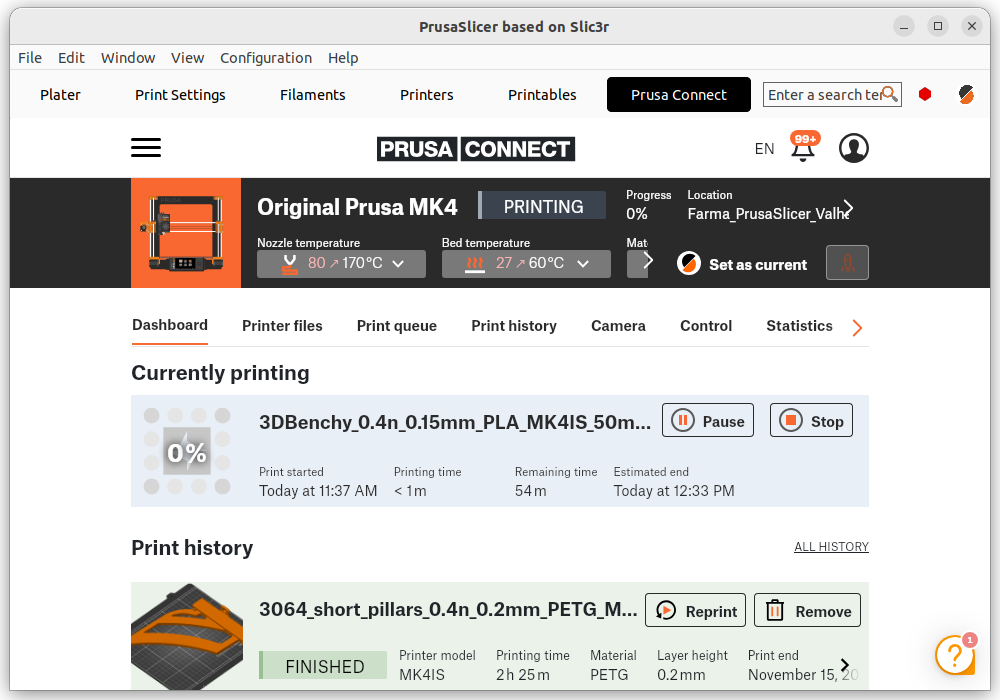 PrusaSlicer based on Slic3r
File Edit Window View Configuration Help
Plater Print Settings Filaments Printers Printables Prusa Connect Enter a search ter
PRUSA CONNECT EN 99+
Original Prusa MK4 PRINTING
Progress Location
0% Farma_PrusaSlicer_Valh
Nozzle temperature Bed temperature Mat
80 ↗ 170°C 27 ↗ 60°C Set as current
Dashboard Printer files Print queue Print history Camera Control Statistics
Currently printing
0% 3DBenchy_0.4n_0.15mm_PLA_MK4IS_50m... Pause Stop
Print started Printing time Remaining time Estimated end
Today at 11:37 AM < 1 m 54 m Today at 12:33 PM
Print history ALL HISTORY
3064_short_pillars_0.4n_0.2mm_PETG_M... Reprint Remove
FINISHED
Printer model Printing time Material Layer height Print end
MK4IS 2 h 25 m PETG 0.2 mm November 15, 20
? 1